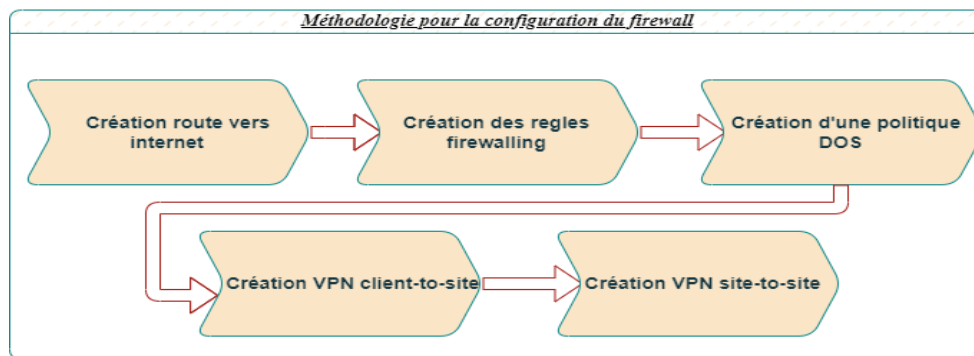 Méthodologie pour la configuration du firewall
Création route vers
internet
Création des regles
firewalling
Création d'une politique
DOS
Création VPN client-to-site
Création VPN site-to-site